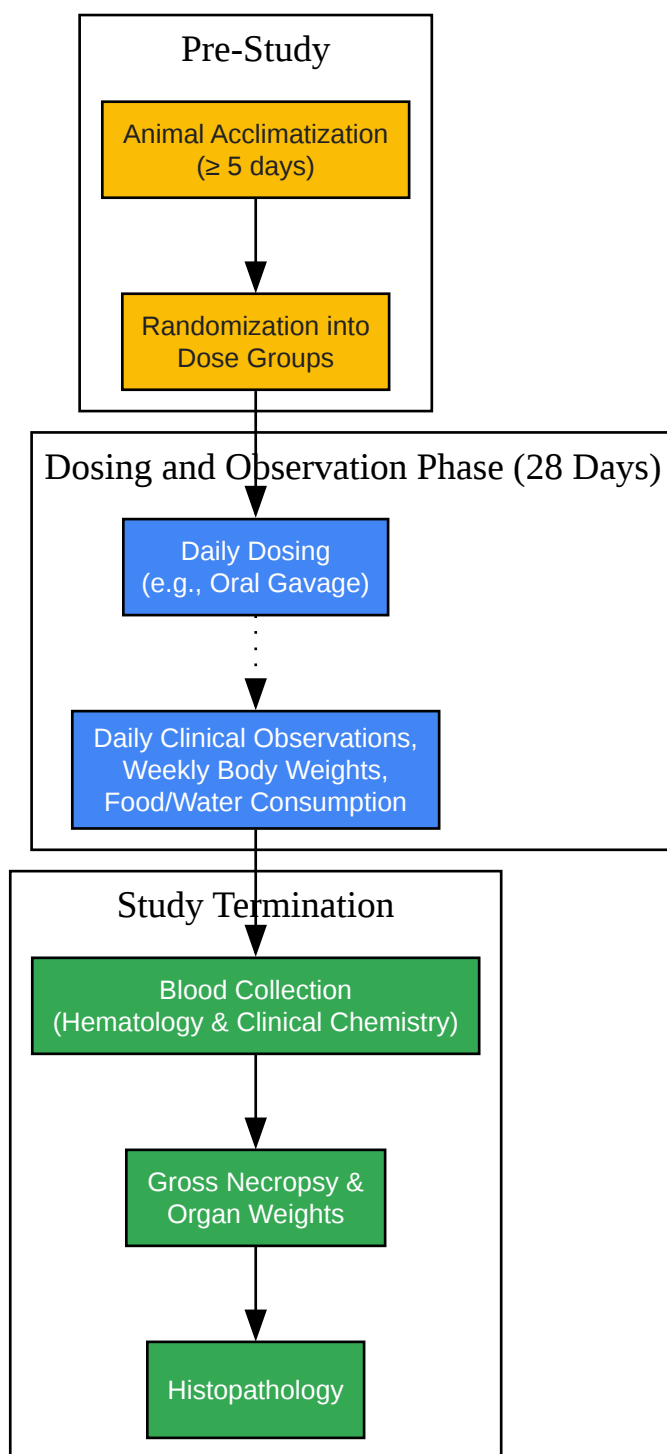 Pre-Study
Animal Acclimatization
(≥ 5 days)
Randomization into
Dose Groups
Dosing and Observation Phase (28 Days)
Daily Dosing
(e.g., Oral Gavage)
Daily Clinical Observations,
Weekly Body Weights,
Food/Water Consumption
Study Termination
Blood Collection
(Hematology & Clinical Chemistry)
Gross Necropsy &
Organ Weights
Histopathology